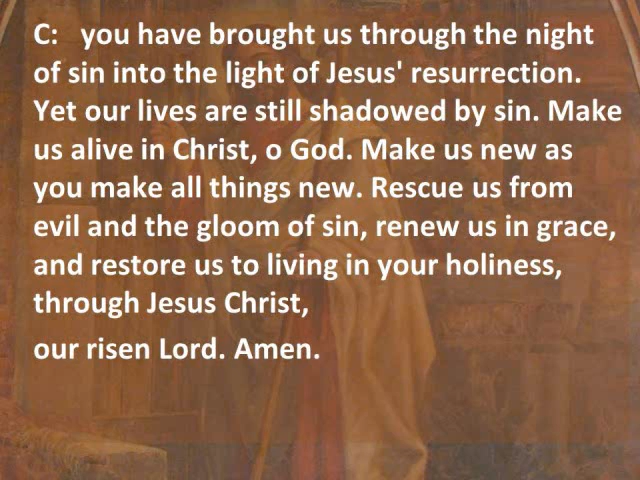 C:   you have brought us through the night
of sin into the light of Jesus' resurrection.
Yet our lives are still shadowed by sin. Make
us alive in Christ, o God. Make us new as
you make all things new. Rescue us from
evil and the gloom of sin, renew us in grace,
and restore us to living in your holiness,
through Jesus Christ,
our risen Lord. Amen.